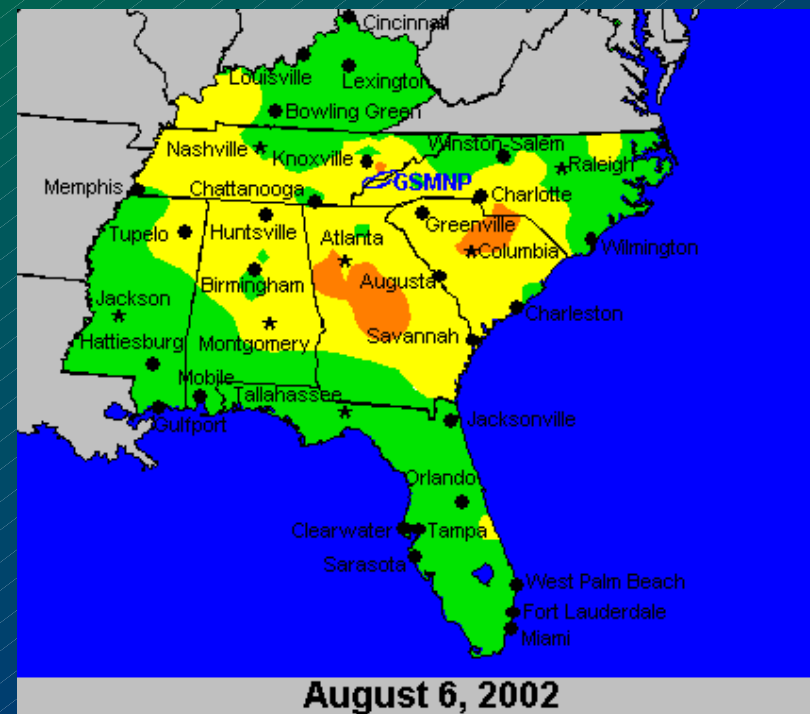 Cincinnati
Louisville
Lexington
Bowling Green
Nashville
Knoxville
Winston-Salem
Raleigh
GSMNP
Memphis
Chattanooga
Charlotte
Tupelo
Huntsville
Atlanta
Greenville
Columbia
Wilmington
Birmingham
Augusta
Jackson
Charleston
Hattiesburg
Montgomery
Savannah
Mobile
Tallahassee
Gulfport
Jacksonville
Orlando
Clearwater
Tampa
Sarasota
West Palm Beach
Fort Lauderdale
Miami
August 6, 2002